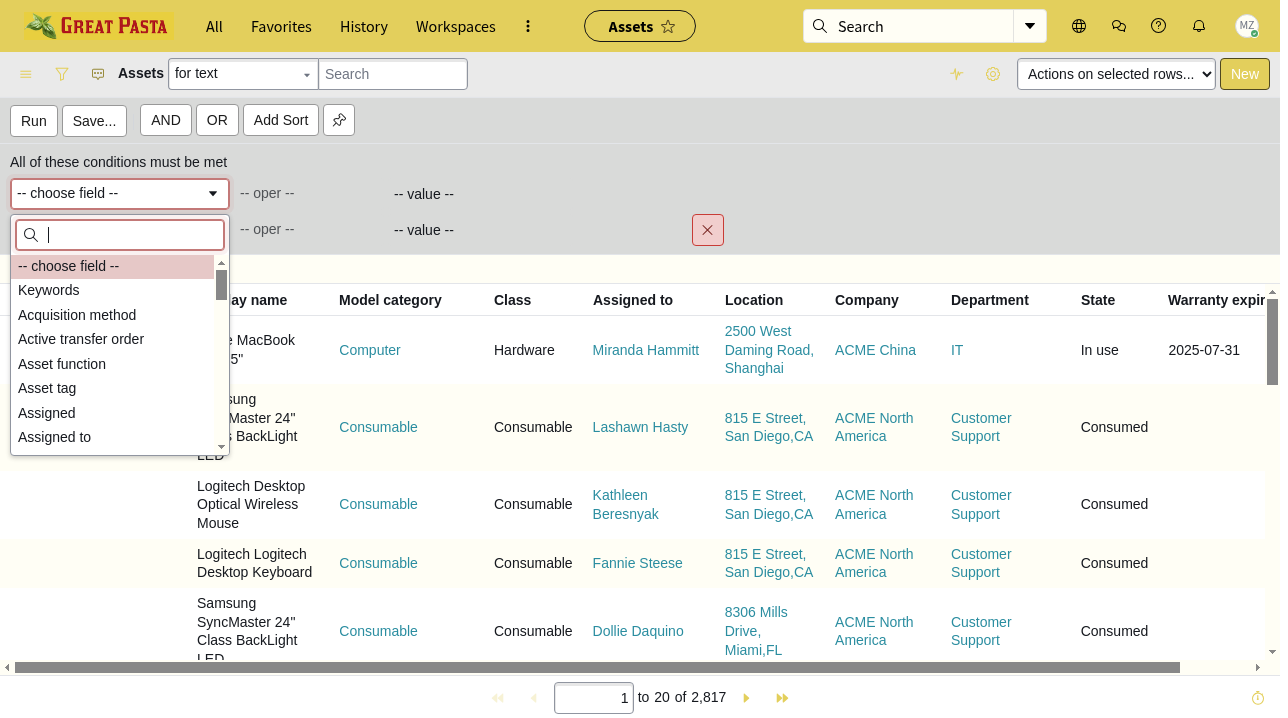 GREAT PASTA All Favorites History Workspaces Assets Search MZ
Assets for text Search Actions on selected rows... New
Run Save... AND OR Add Sort
All of these conditions must be met
-- choose field -- -- oper -- -- value --
-- oper -- -- value --
-- choose field --
Keywords
Acquisition method
Active transfer order
Asset function
Asset tag
Assigned
Assigned to
ay name Model category Class Assigned to Location Company Department State Warranty expir
MacBook
5"
Computer Hardware Miranda Hammitt
2500 West
Daming Road,
Shanghai
ACME China IT In use 2025-07-31
Master 24"
BackLight
LED
Consumable Consumable Lashawn Hasty
815 E Street,
San Diego,CA
ACME North
America
Customer
Support
Consumed
Logitech Desktop
Optical Wireless
Mouse
Consumable Consumable
Kathleen
Beresnyak
815 E Street,
San Diego,CA
ACME North
America
Customer
Support
Consumed
Logitech Logitech
Desktop Keyboard
Consumable Consumable Fannie Steese
815 E Street,
San Diego,CA
ACME North
America
Customer
Support
Consumed
Samsung
SyncMaster 24"
Class BackLight
LED
Consumable Consumable Dollie Daquino
8306 Mills
Drive,
Miami,FL
ACME North
America
Customer
Support
Consumed
1 to 20 of 2,817